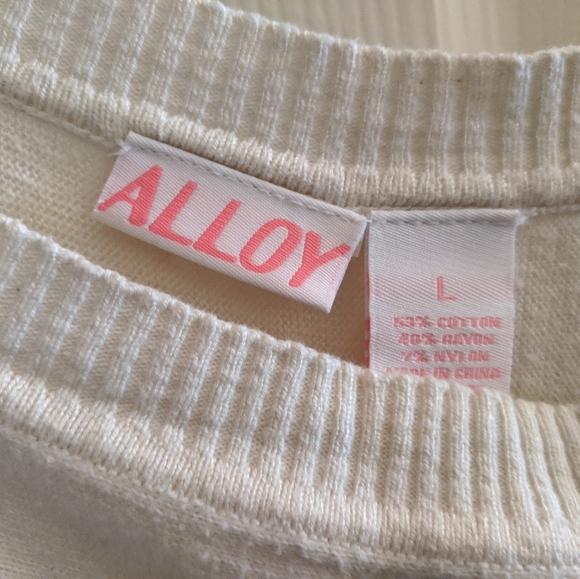 ALLOY
L
53% COTTON
40% RAYON
7% NYLON
MADE IN CHINA